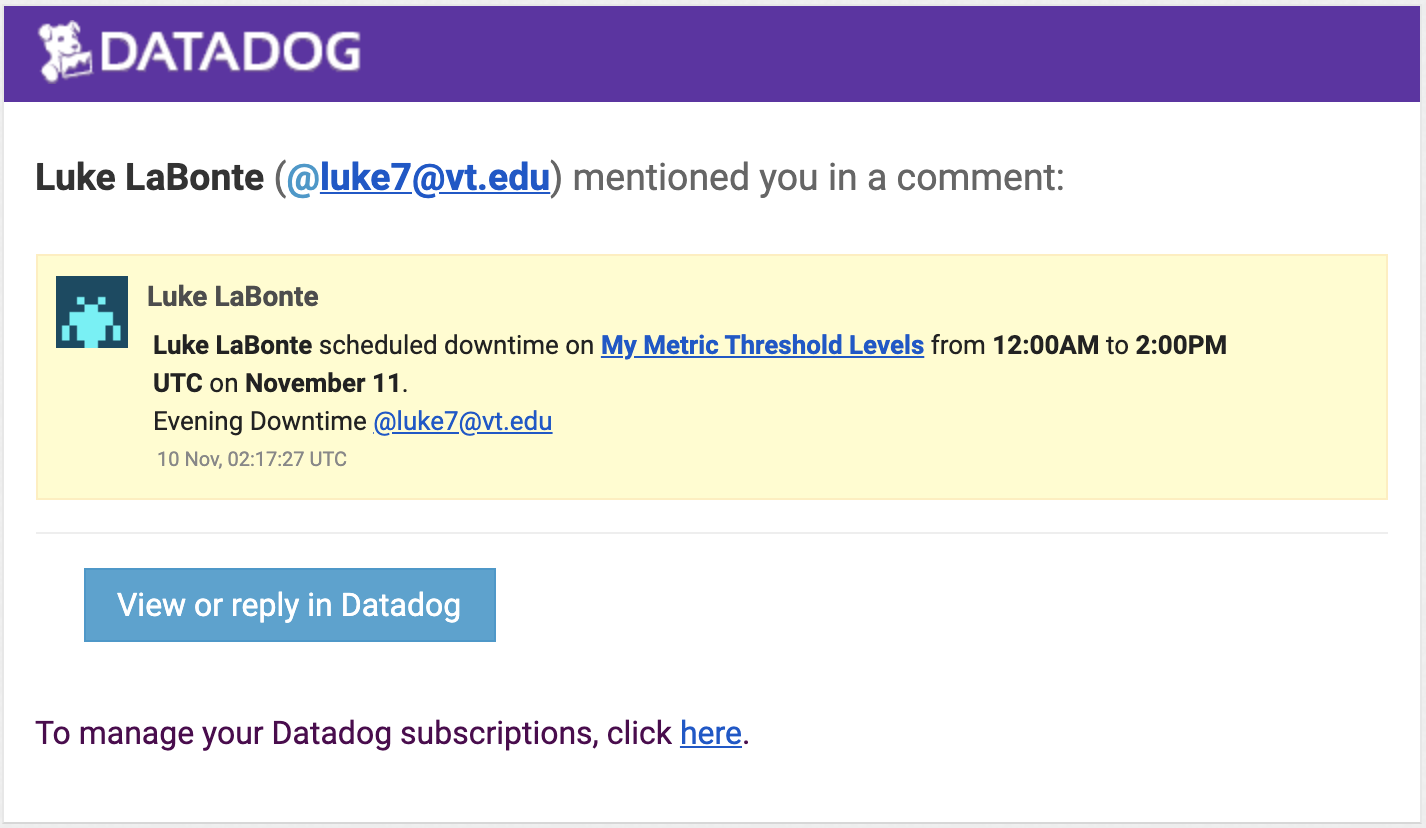 DATADOG
Luke LaBonte (@luke7@vt.edu) mentioned you in a comment:
Luke LaBonte
Luke LaBonte scheduled downtime on My Metric Threshold Levels from 12:00AM to 2:00PM
UTC on November 11.
Evening Downtime @luke7@vt.edu
10 Nov, 02:17:27 UTC
View or reply in Datadog
To manage your Datadog subscriptions, click here.